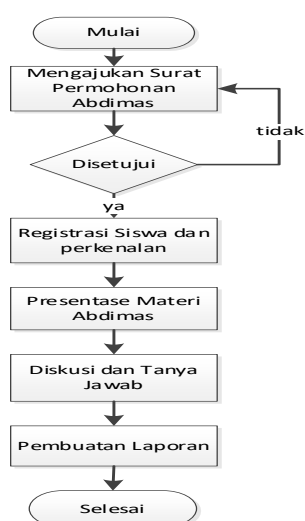 Mulai
Mengajukan Surat
Permohonan
Abdimas
tidak
Disetujui
ya
Registrasi Siswa dan
perkenalan
Presentase Materi
Abdimas
Diskusi dan Tanya
Jawab
Pembuatan Laporan
Selesai